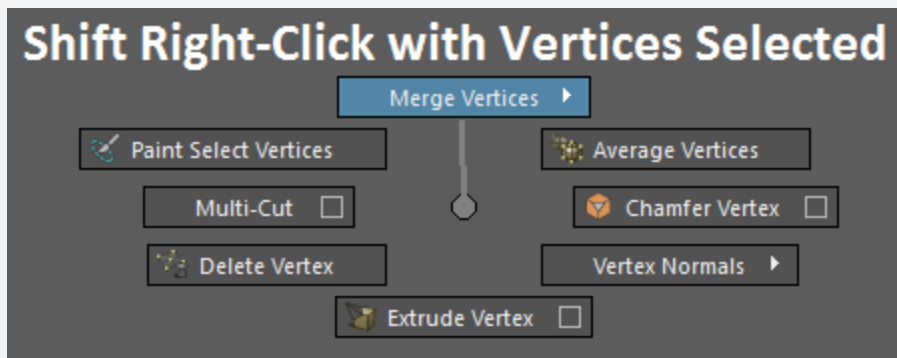 Shift Right-Click with Vertices Selected
Merge Vertices
Paint Select Vertices
Average Vertices
Multi-Cut
Chamfer Vertex
Delete Vertex
Vertex Normals
Extrude Vertex